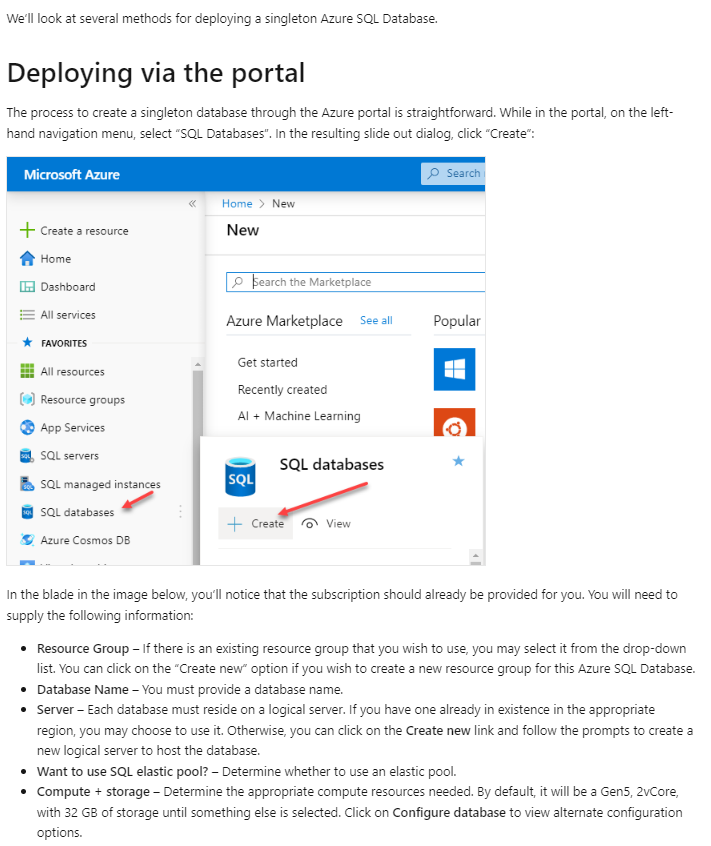 We'll look at several methods for deploying a singleton Azure SQL Database.
Deploying via the portal
The process to create a singleton database through the Azure portal is straightforward. While in the portal, on the left-
hand navigation menu, select “SQL Databases”. In the resulting slide out dialog, click “Create”:
Microsoft Azure
Search
«
Home > New
New
Create a resource
Home
Dashboard
All services
FAVORITES
All resources
Resource groups
App Services
SQL servers
SQL managed instances
SQL databases
Azure Cosmos DB
Search the Marketplace
Azure Marketplace See all Popular
Get started
Recently created
AI + Machine Learning
SQL
SQL databases
Create View
In the blade in the image below, you'll notice that the subscription should already be provided for you. You will need to
supply the following information:
• Resource Group – If there is an existing resource group that you wish to use, you may select it from the drop-down
list. You can click on the “Create new” option if you wish to create a new resource group for this Azure SQL Database.
• Database Name – You must provide a database name.
• Server – Each database must reside on a logical server. If you have one already in existence in the appropriate
region, you may choose to use it. Otherwise, you can click on the Create new link and follow the prompts to create a
new logical server to host the database.
• Want to use SQL elastic pool? – Determine whether to use an elastic pool.
• Compute + storage – Determine the appropriate compute resources needed. By default, it will be a Gen5, 2vCore,
with 32 GB of storage until something else is selected. Click on Configure database to view alternate configuration
options.